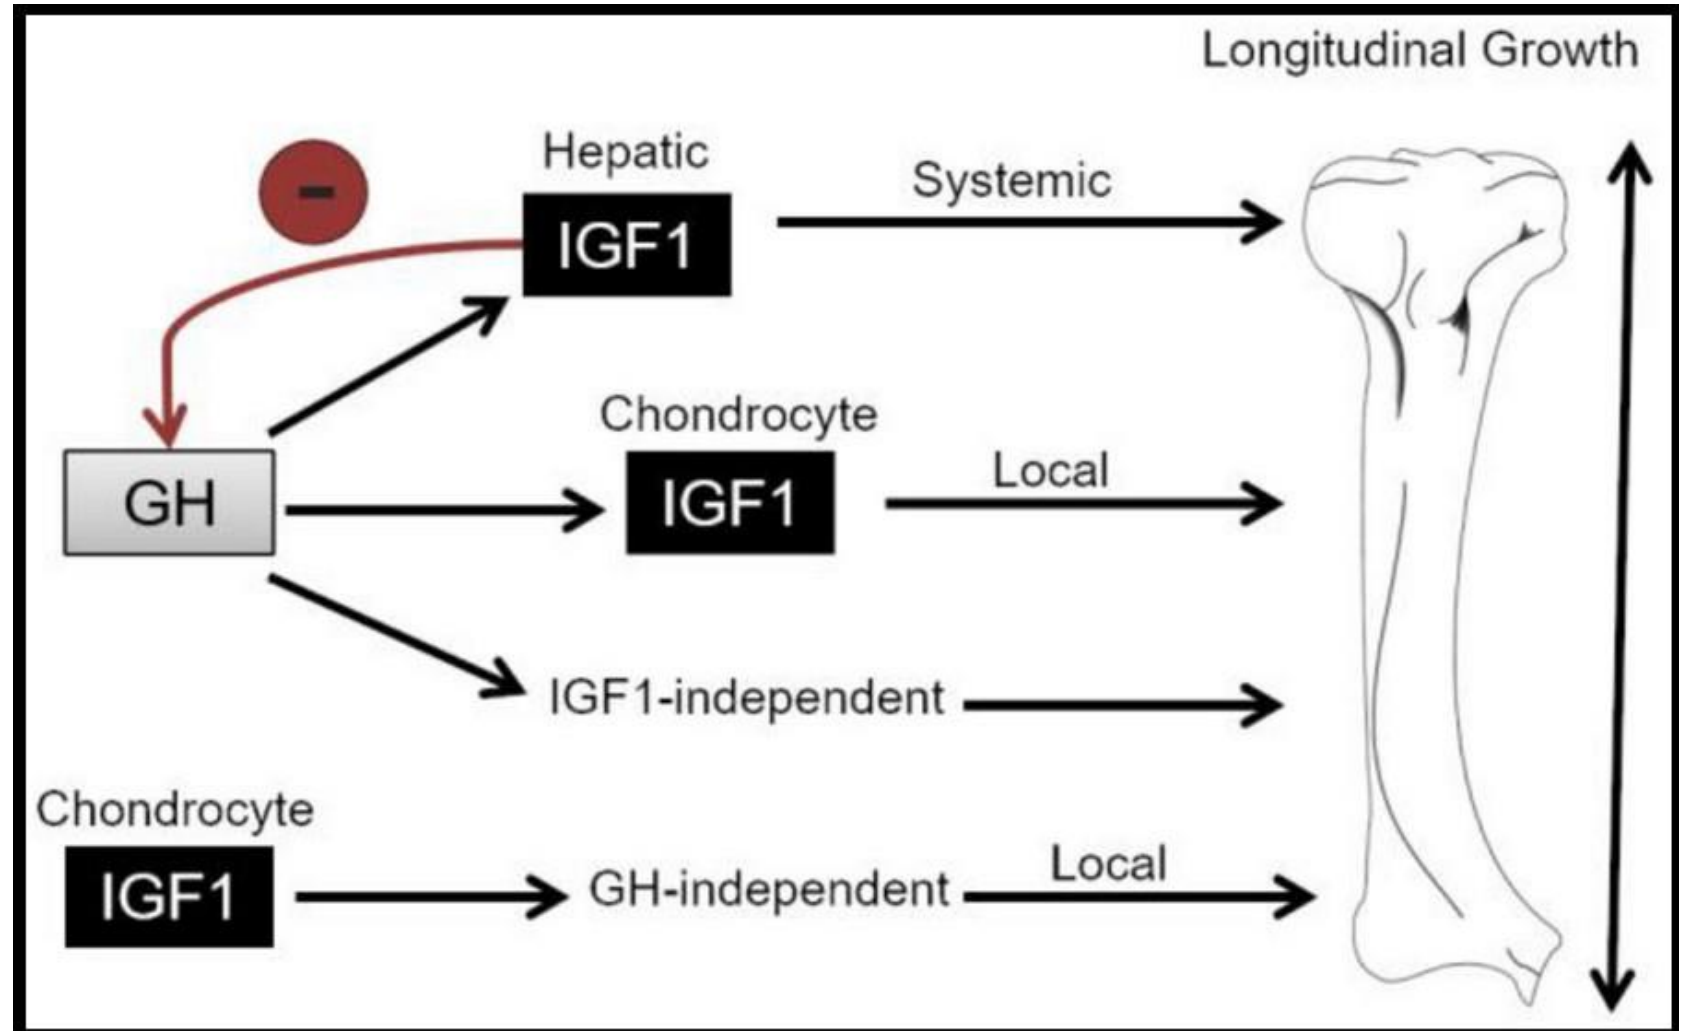 Longitudinal Growth
-
Hepatic
IGF1
Systemic
Chondrocyte
GH
IGF1
Local
IGF1-independent
Chondrocyte
IGF1
GH-independent
Local